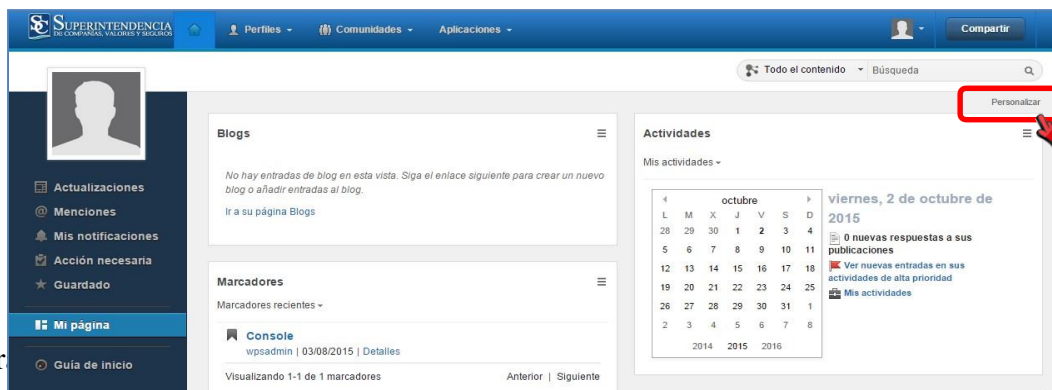 SUPERINTENDENCIA
DE COMPAÑÍAS, VALORES Y SEGUROS
Perfiles
Comunidades
Aplicaciones
Compartir
Todo el contenido
Búsqueda
Personalizar
Actualizaciones
Menciones
Mis notificaciones
Acción necesaria
Guardado
Mi página
Guía de inicio
Blogs
No hay entradas de blog en esta vista. Siga el enlace siguiente para crear un nuevo
blog o añadir entradas al blog.
Ir a su página Blogs
Marcadores
Marcadores recientes
Console
wpsadmin | 03/08/2015 | Detalles
Visualizando 1-1 de 1 marcadores
Anterior | Siguiente
Actividades
Mis actividades
octubre
L M X J V S D
28 29 30 1 2 3 4
5 6 7 8 9 10 11
12 13 14 15 16 17 18
19 20 21 22 23 24 25
26 27 28 29 30 31 1
2 3 4 5 6 7 8
2014 2015 2016
viernes, 2 de octubre de
2015
0 nuevas respuestas a sus
publicaciones
Ver nuevas entradas en sus
actividades de alta prioridad
Mis actividades